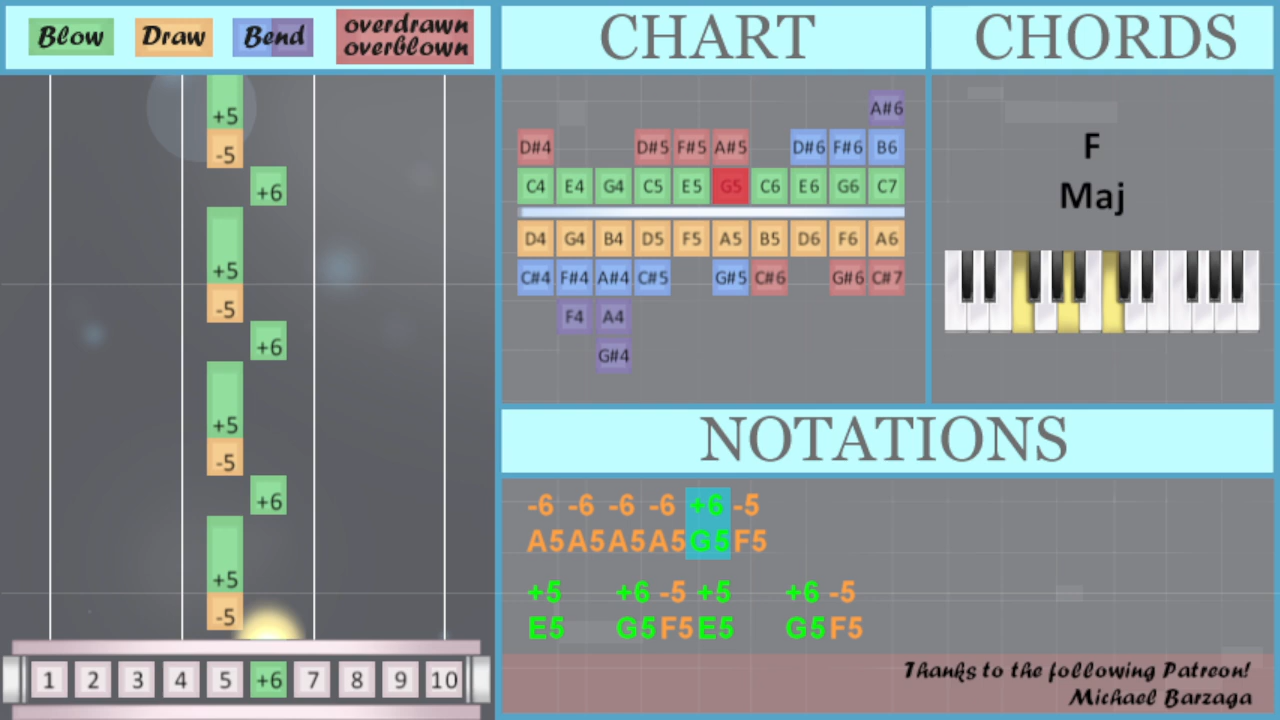 Blow Draw Bend overdrawn
overblown
CHART
CHORDS
+5
-5
+6
+5
-5
+6
+5
-5
+6
+5
-5
1 2 3 4 5 +6 7 8 9 10
A#6
D#4 D#5 F#5 A#5 D#6 F#6 B6
C4 E4 G4 C5 E5 G5 C6 E6 G6 C7
D4 G4 B4 D5 F5 A5 B5 D6 F6 A6
C#4 F#4 A#4 C#5 G#5 C#6 G#6 C#7
F4 A4
G#4
F
Maj
NOTATIONS
-6 -6 -6 -6 +6 -5
A5 A5 A5 A5 G5 F5
+5 +6 -5 +5 +6 -5
E5 G5 F5 E5 G5 F5
Thanks to the following Patreon!
Michael Barzaga